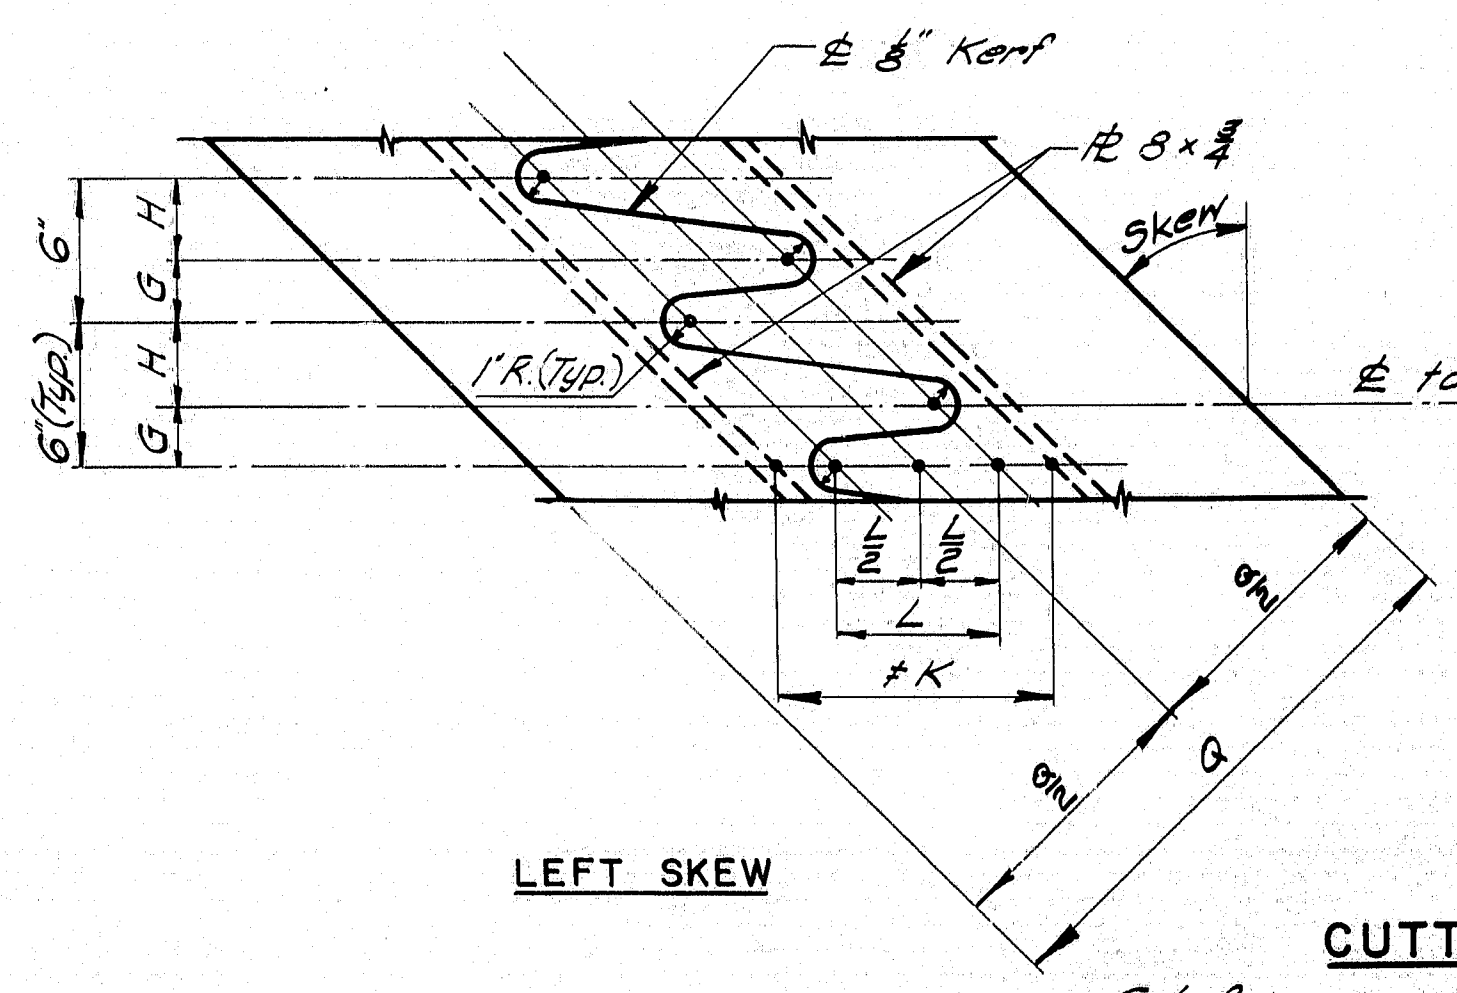 ℄ 1/8" Kerf
PL 8 x 3/4
Skew
6"
H
G
6" (Typ.)
H
G
1" R. (Typ.)
℄
L/2
L/2
L
≠ K
Q/2
Q/2
Q
LEFT SKEW
CUTT